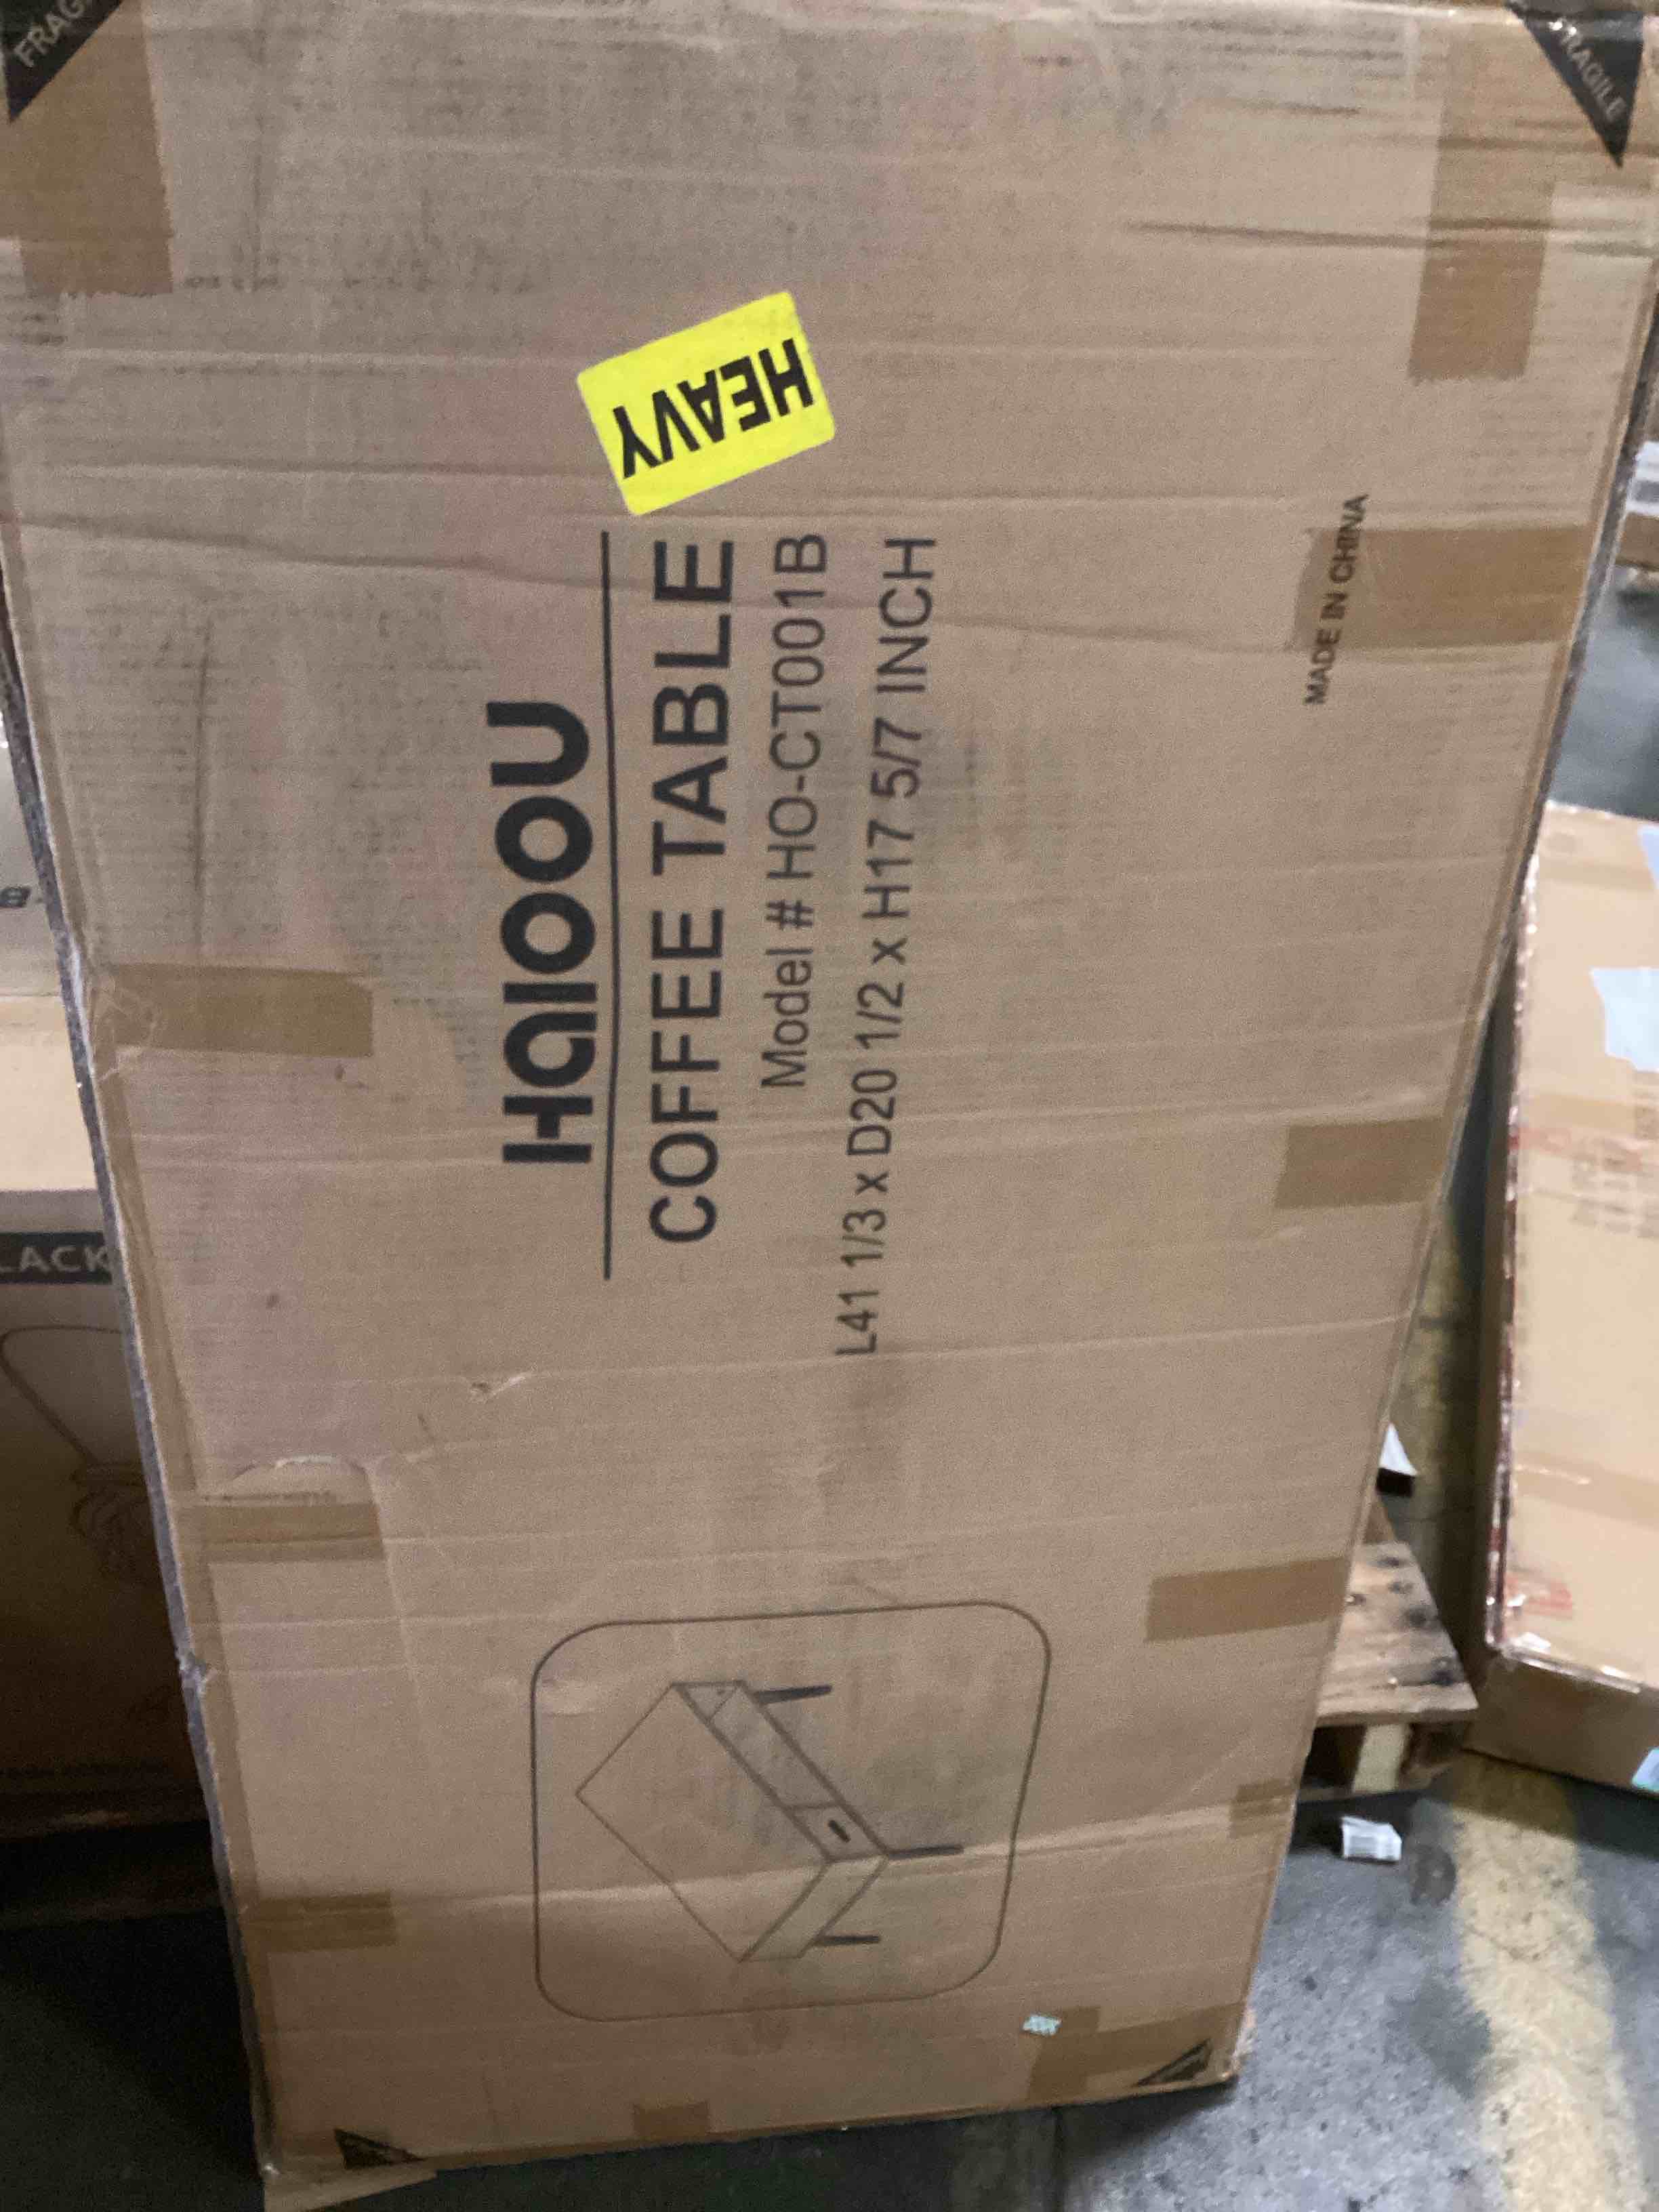 FRAGILE
HEAVY
HAIOOU
COFFEE TABLE
Model # HO-CT001B
L41 1/3 x D20 1/2 x H17 5/7 INCH
MADE IN CHINA